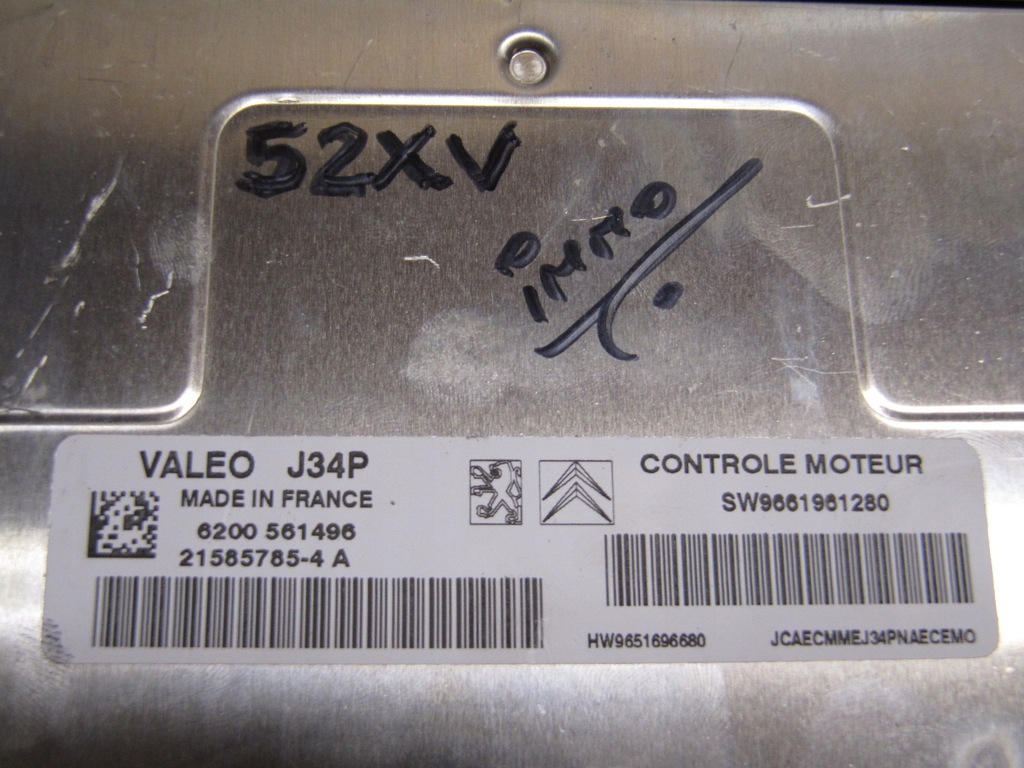 52XV
IMMO
VALEO J34P
MADE IN FRANCE
6200 561496
21585785-4 A
CONTROLE MOTEUR
SW9661961280
HW9651696680
JCAECMMEJ34PNAECEMO